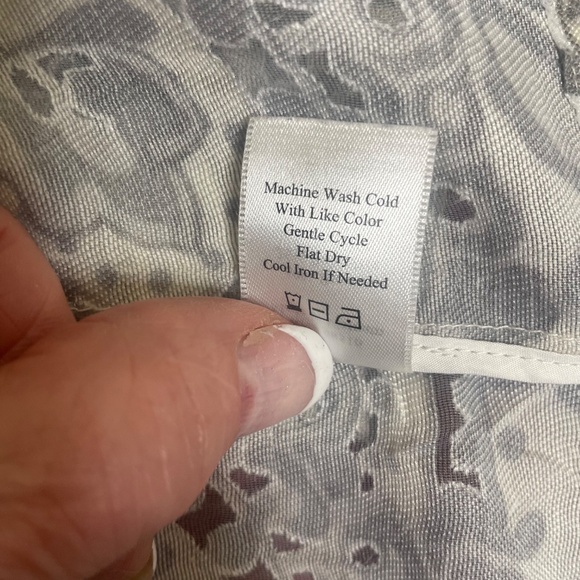 Machine Wash Cold
With Like Color
Gentle Cycle
Flat Dry
Cool Iron If Needed